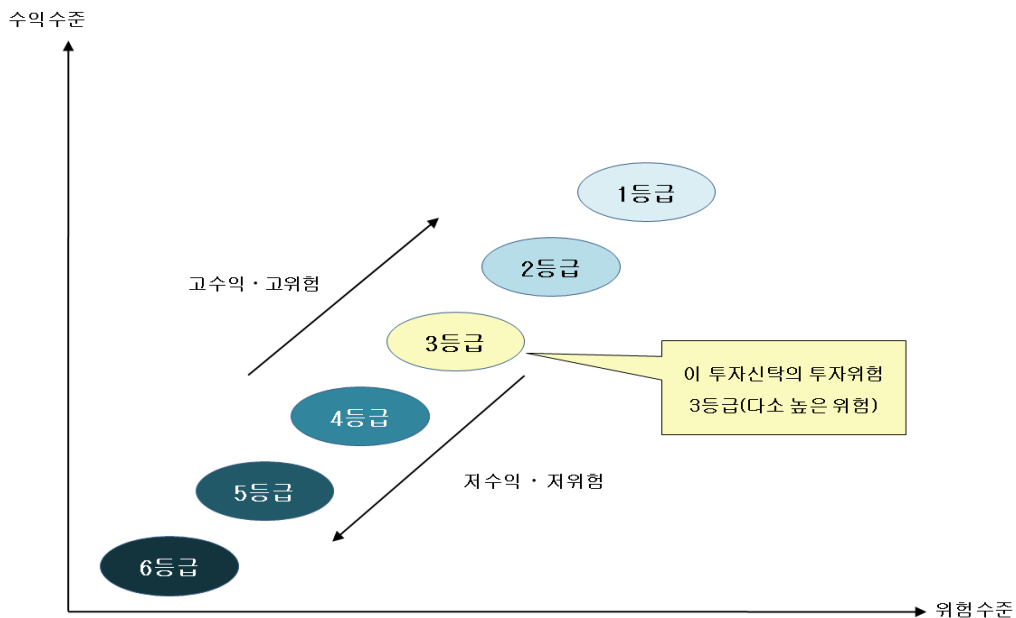 수익수준
1등급
2등급
고수익 · 고위험
3등급
이 투자신탁의 투자위험
3등급(다소 높은 위험)
4등급
저수익 · 저위험
5등급
6등급
위험수준